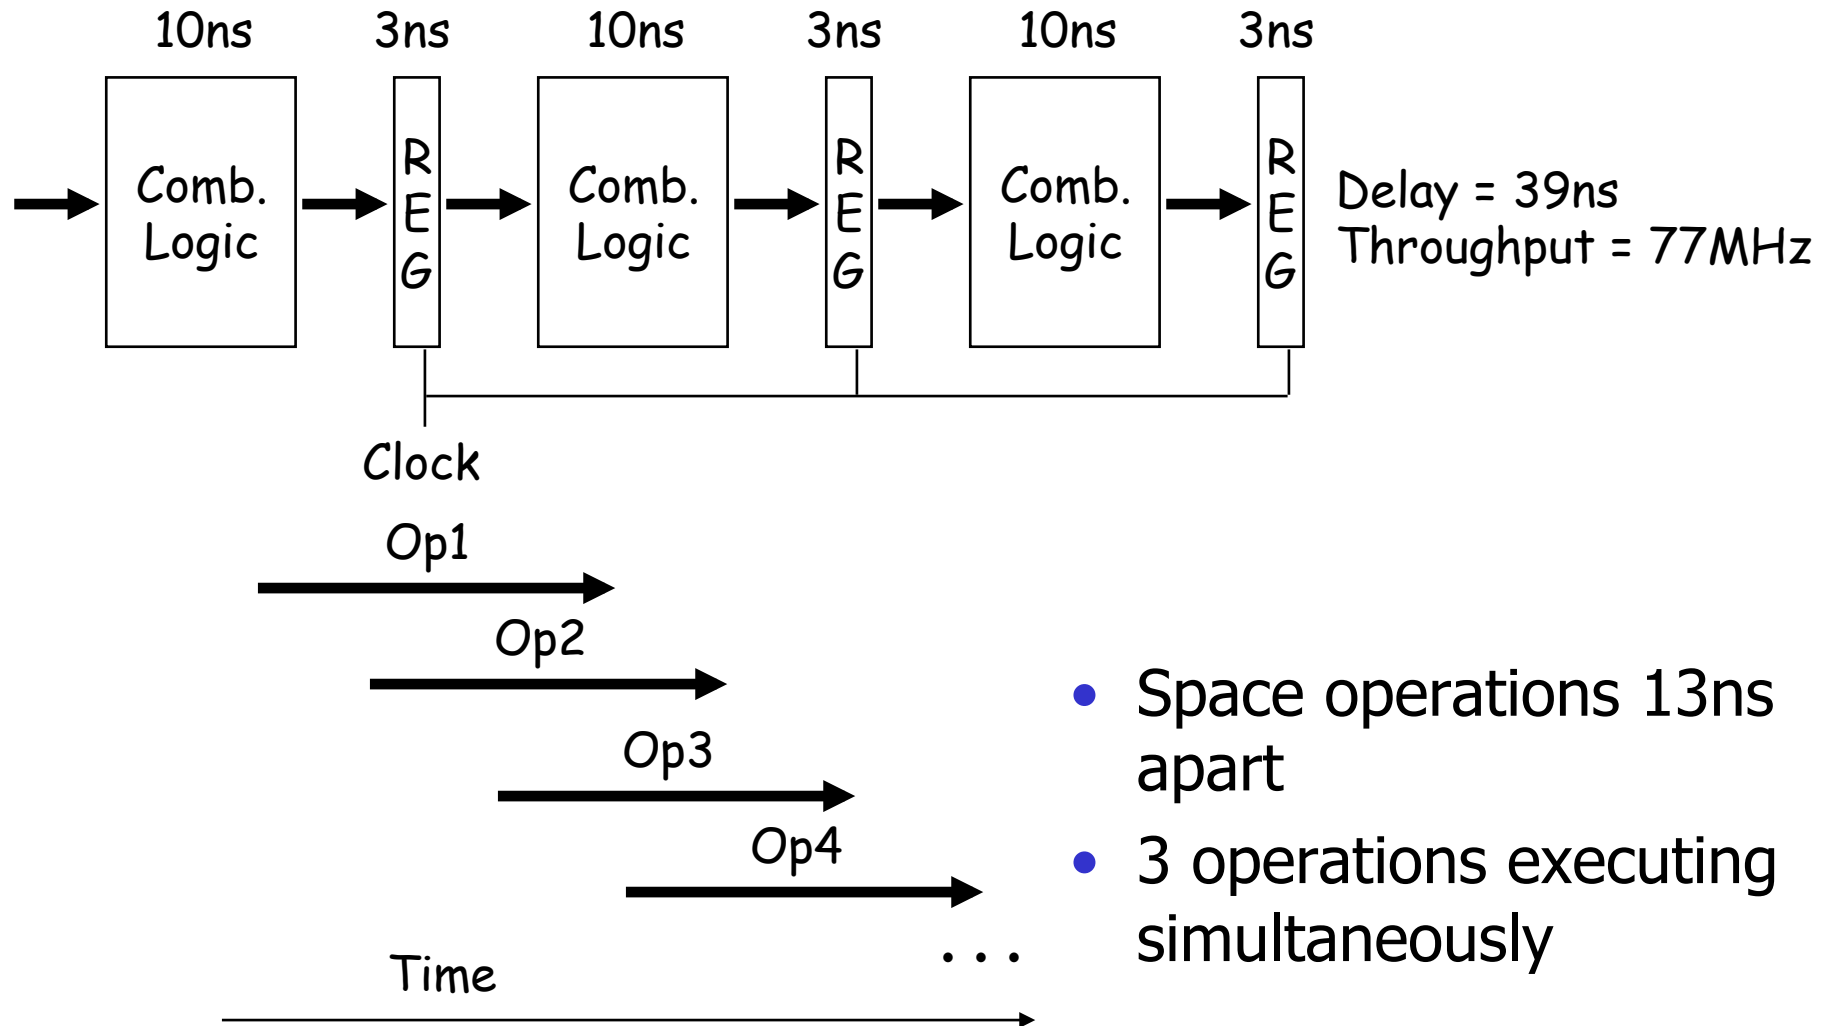 10ns 3ns 10ns 3ns 10ns 3ns
Comb.
Logic
R
E
G
Comb.
Logic
R
E
G
Comb.
Logic
R
E
G
Delay = 39ns
Throughput = 77MHz
Clock
Op1
Op2
Op3
Op4
• • •
Time
• Space operations 13ns
apart
• 3 operations executing
simultaneously